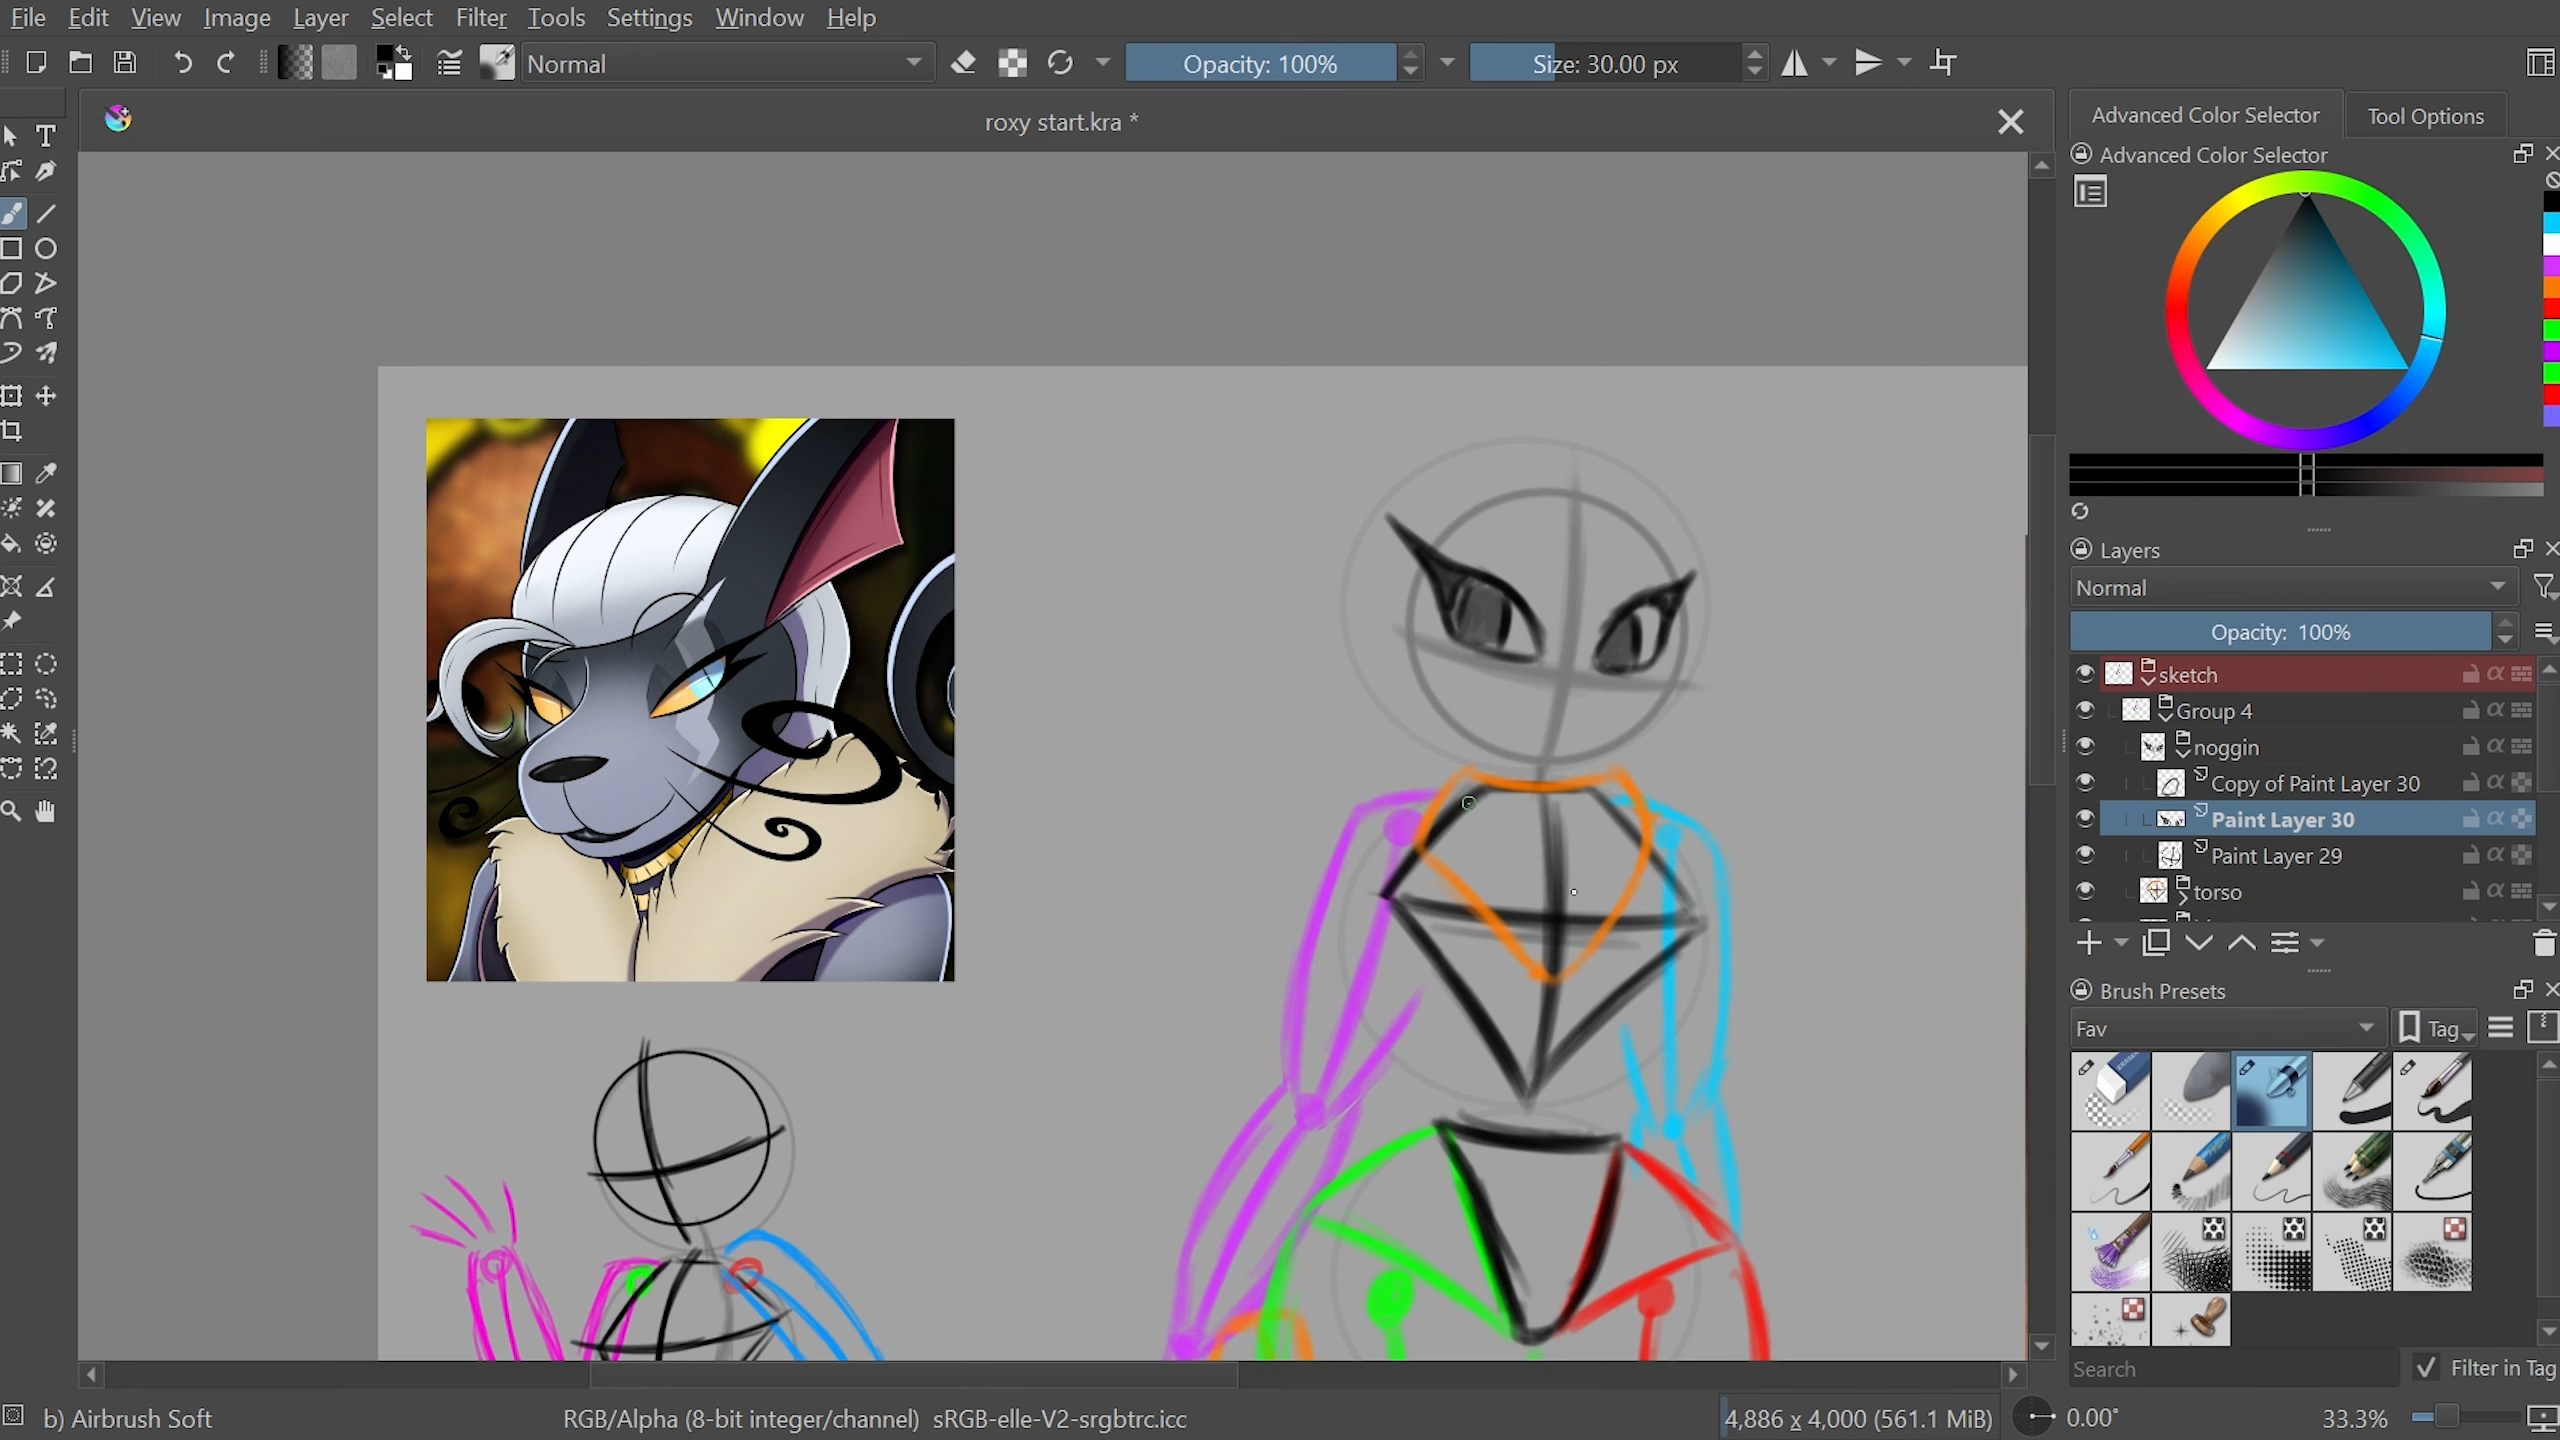 File Edit View Image Layer Select Filter Tools Settings Window Help
Normal
Opacity: 100%
Size: 30.00 px
roxy start.kra *
Advanced Color Selector
Tool Options
Advanced Color Selector
Layers
Normal
Opacity: 100%
sketch
Group 4
noggin
Copy of Paint Layer 30
Paint Layer 30
Paint Layer 29
torso
Brush Presets
Fav
Tag
Search
Filter in Tag
b) Airbrush Soft
RGB/Alpha (8-bit integer/channel) sRGB-elle-V2-srgbtrc.icc
4,886 x 4,000 (561.1 MiB)
0.00°
33.3%